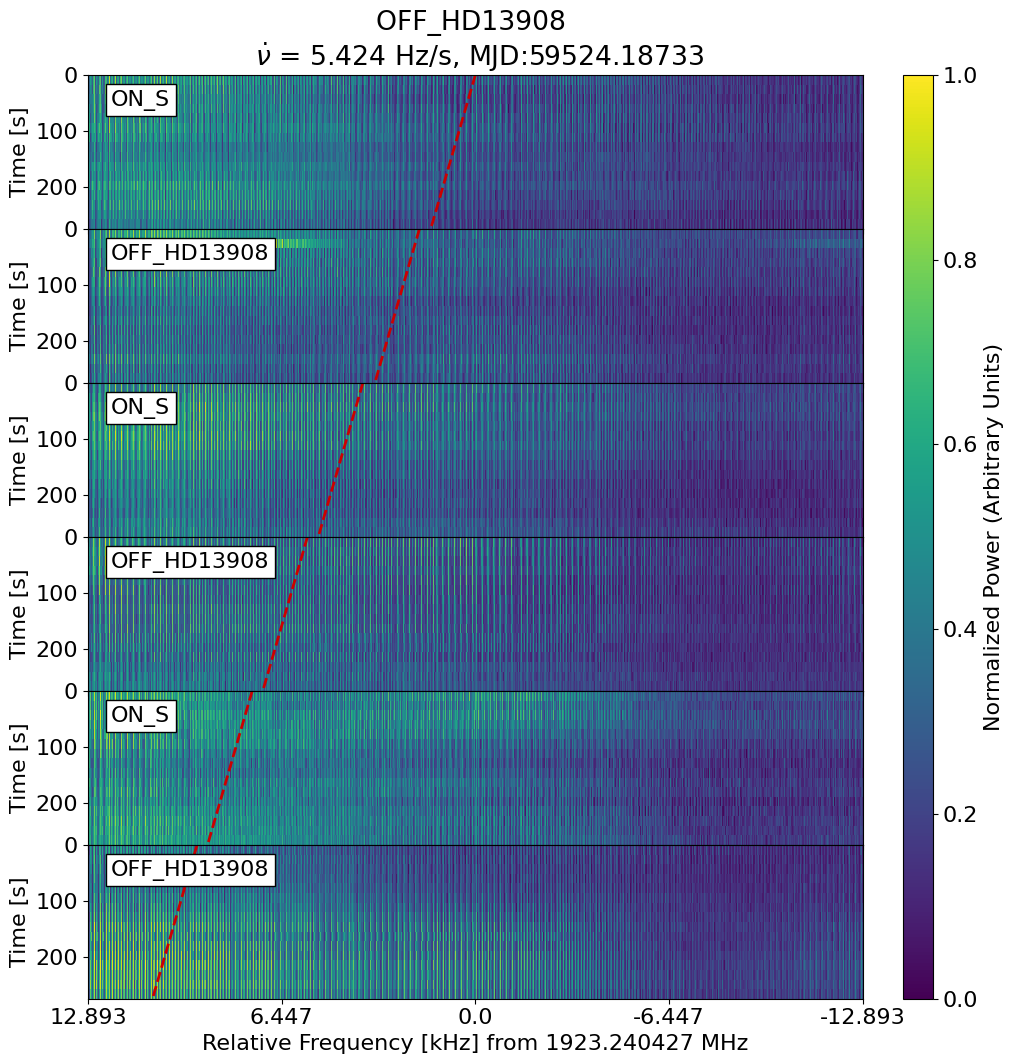 OFF_HD13908
ν̇ = 5.424 Hz/s, MJD:59524.18733
0
100
200
Time [s]
ON_S
0
100
200
Time [s]
OFF_HD13908
0
100
200
Time [s]
ON_S
0
100
200
Time [s]
OFF_HD13908
0
100
200
Time [s]
ON_S
0
100
200
Time [s]
OFF_HD13908
12.893 6.447 0.0 -6.447 -12.893
Relative Frequency [kHz] from 1923.240427 MHz
1.0
0.8
0.6
0.4
0.2
0.0
Normalized Power (Arbitrary Units)